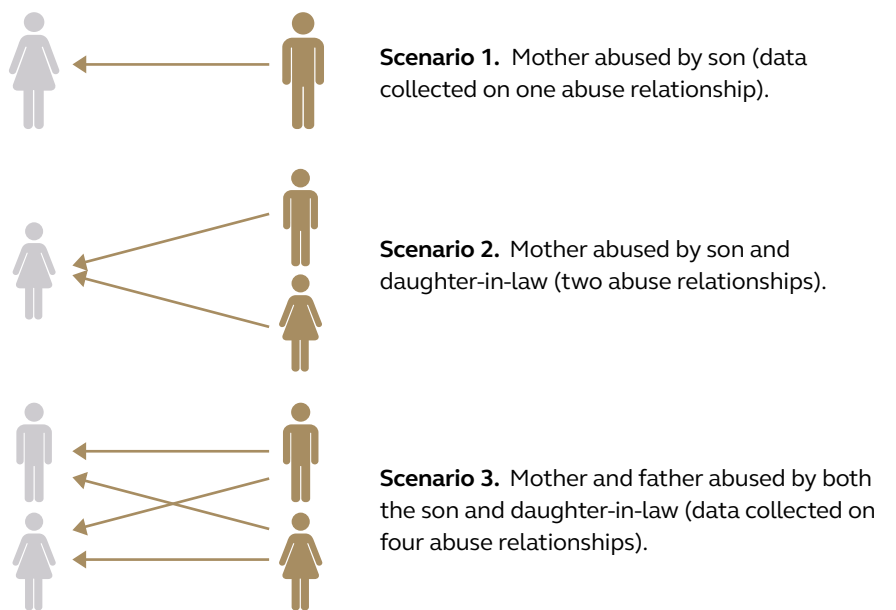 Scenario 1. Mother abused by son (data
collected on one abuse relationship).
Scenario 2. Mother abused by son and
daughter-in-law (two abuse relationships).
Scenario 3. Mother and father abused by both
the son and daughter-in-law (data collected on
four abuse relationships).